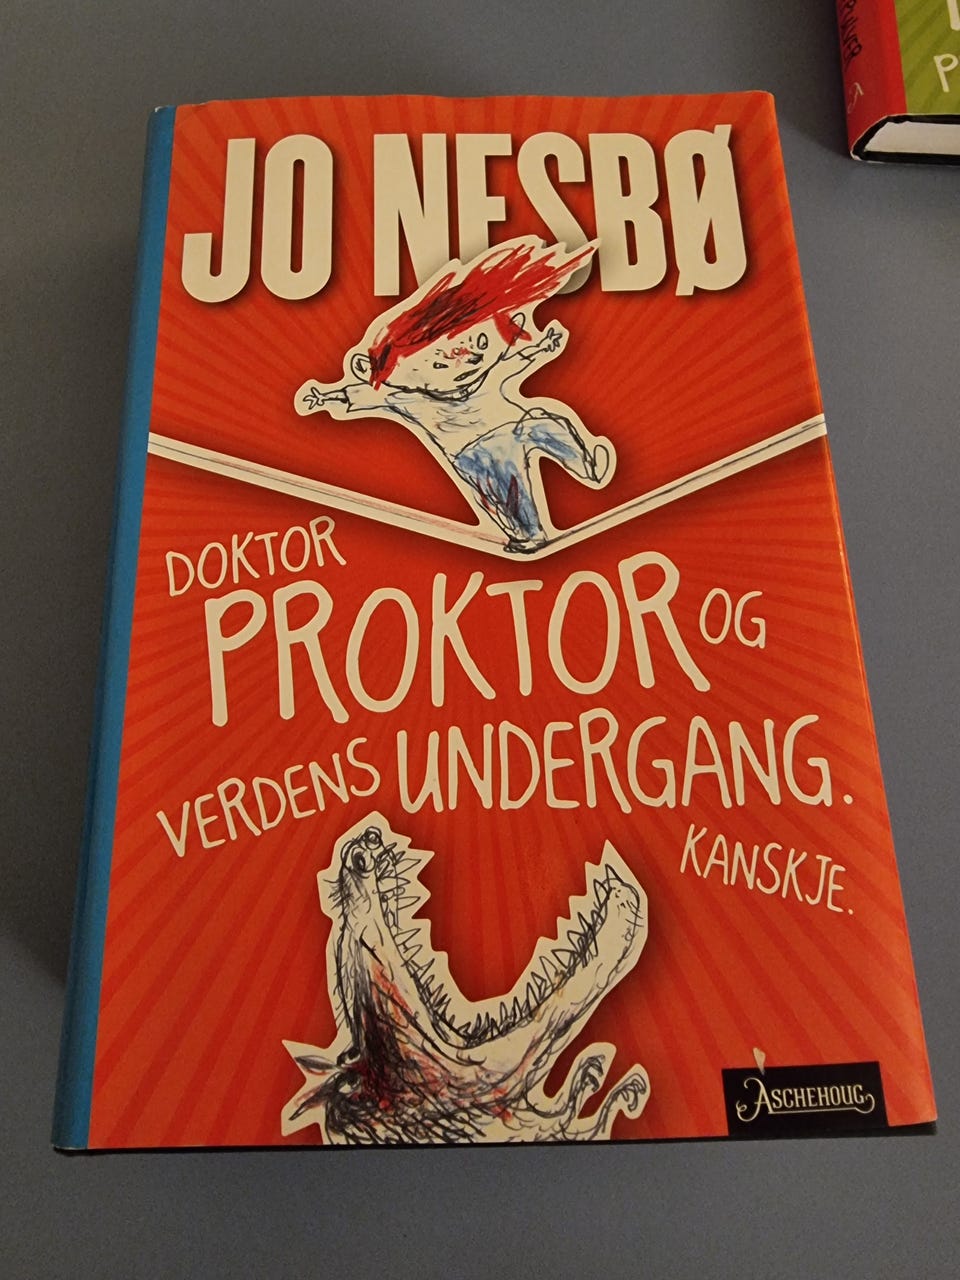 JO NESBØ
DOKTOR
PROKTOR OG
VERDENS UNDERGANG.
KANSKJE.
ASCHEHOUG